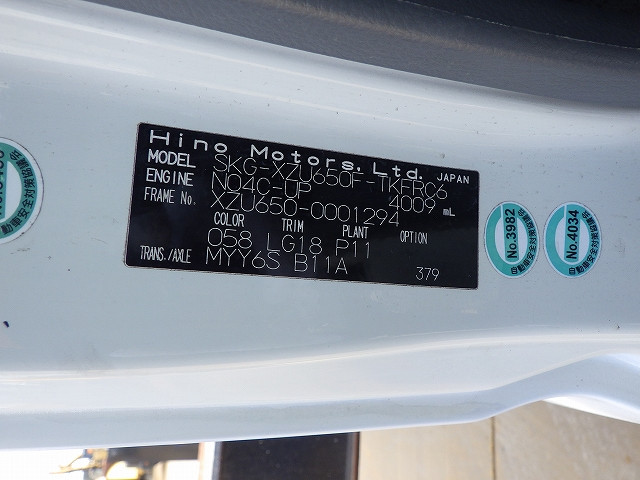 Hino Motors, Ltd. JAPAN
MODEL SKG-XZU650F-TKFRC6
ENGINE N04C-UP 4009 mL
FRAME No. XZU650-0001294
COLOR TRIM PLANT OPTION
058 LG18 P11
TRANS./AXLE MYY6S B11A 379
No.3982
No.4034